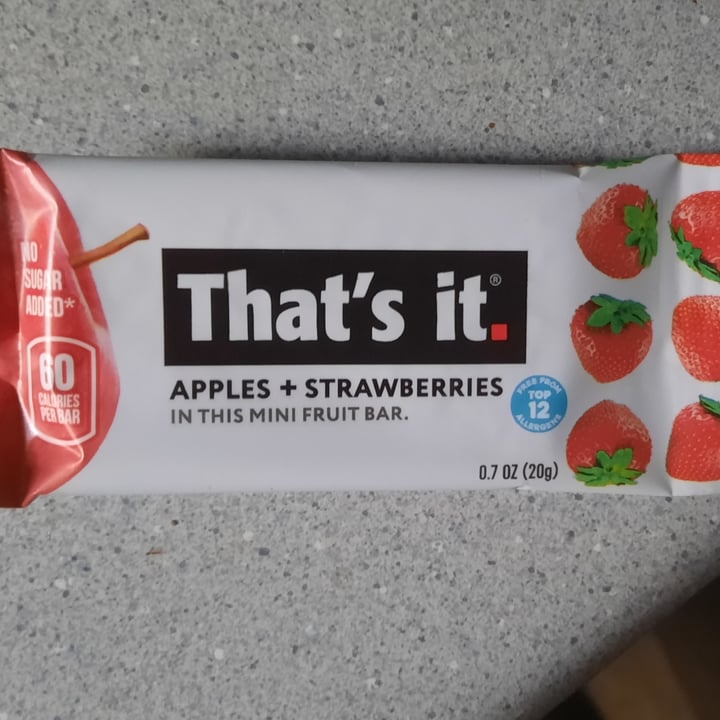 NO
SUGAR
ADDED*
60
CALORIES
PER BAR
That's it.®
APPLES + STRAWBERRIES
IN THIS MINI FRUIT BAR.
FREE FROM
TOP
12
ALLERGENS
0.7 OZ (20g)